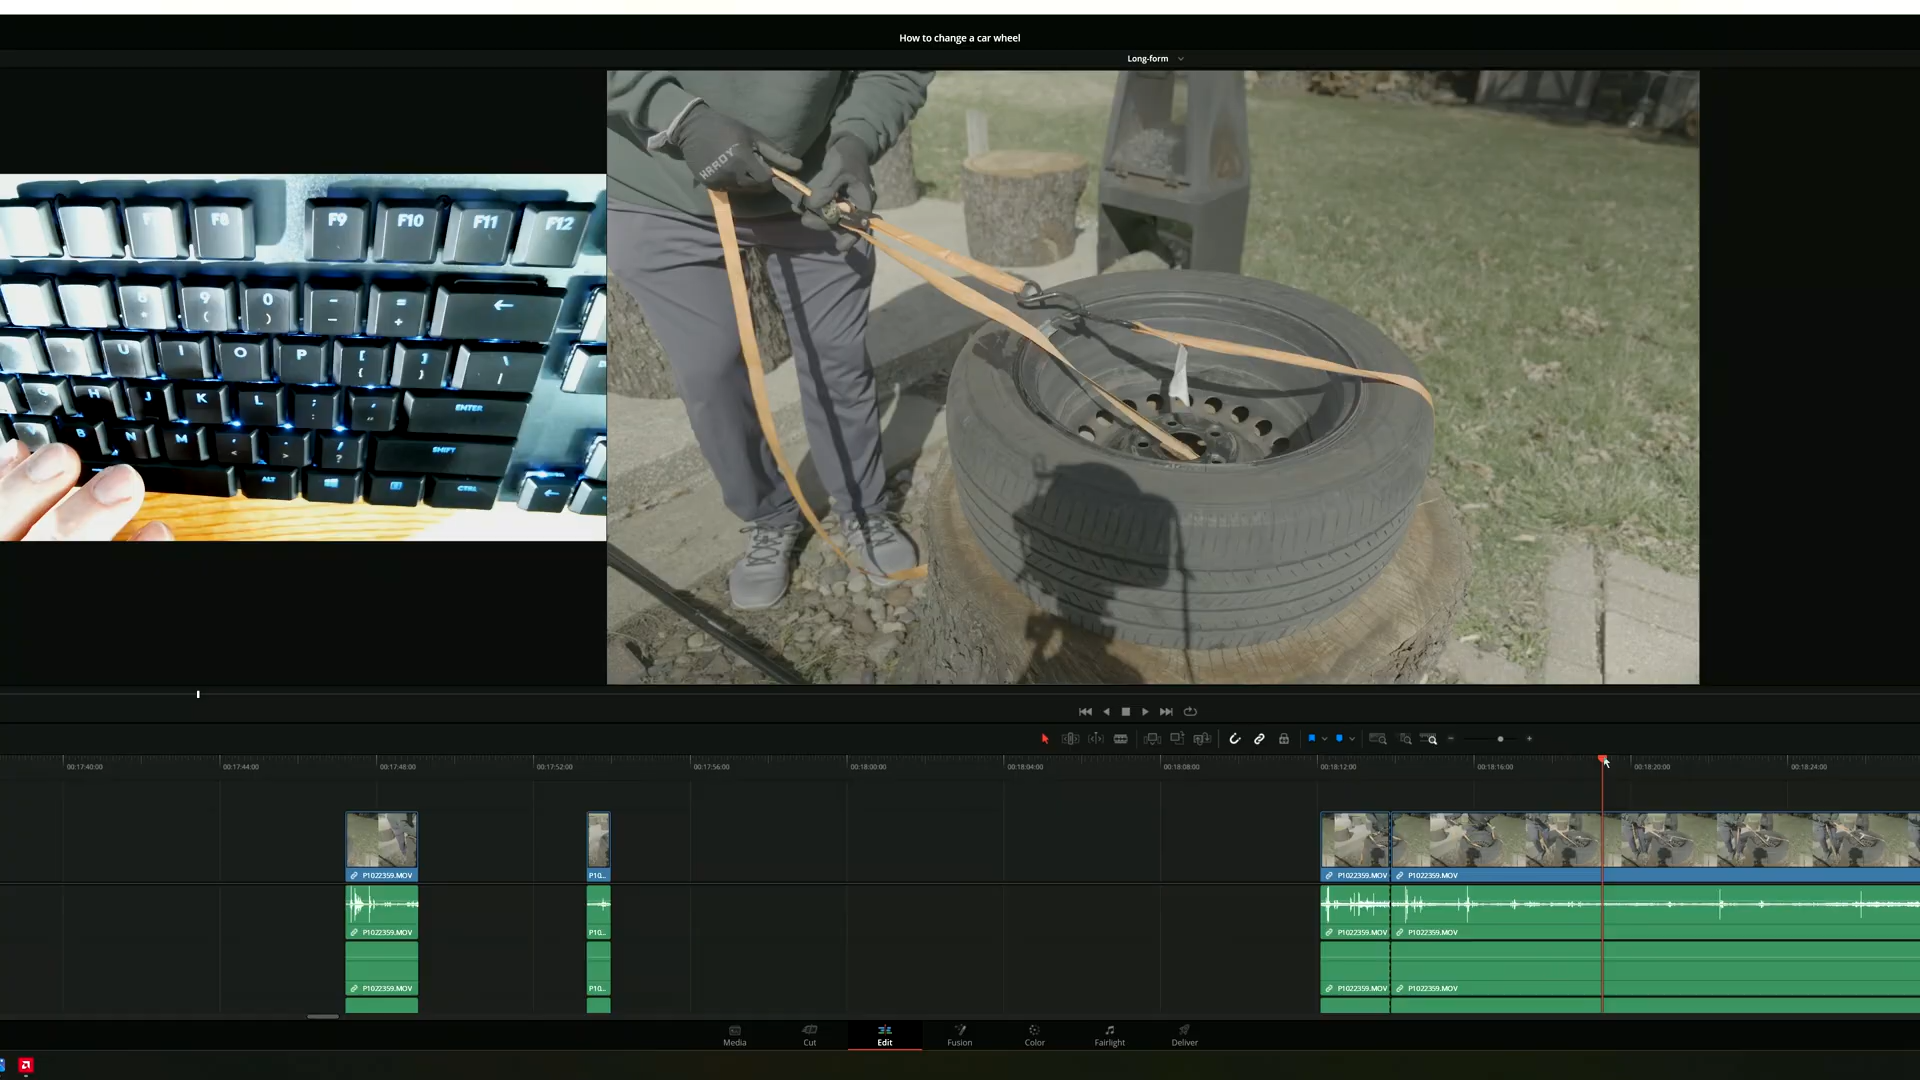 How to change a car wheel
Long-form
HARDY
F8 F9 F10 F11 F12
9 0 - =
( ) _ +
U I O P [ ] \
{ } |
H J K L ; ENTER
:
B N M < > ? SHIFT
ALT CTRL
00:17:40:00 00:17:44:00 00:17:48:00 00:17:52:00 00:17:56:00 00:18:00:00 00:18:04:00 00:18:08:00 00:18:12:00 00:18:16:00 00:18:20:00 00:18:24:00
P1022359.MOV P10... P1022359.MOV P1022359.MOV
P1022359.MOV P10... P1022359.MOV P1022359.MOV
P1022359.MOV P10... P1022359.MOV P1022359.MOV
Media Cut Edit Fusion Color Fairlight Deliver